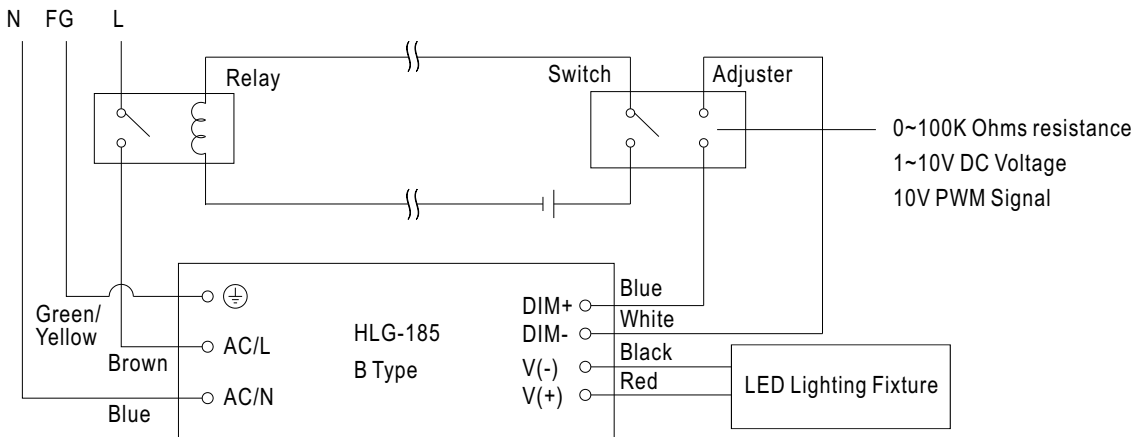 N FG L
Relay
Switch
Adjuster
0~100K Ohms resistance
1~10V DC Voltage
10V PWM Signal
Green/
Yellow
Brown
Blue
AC/L
AC/N
HLG-185
B Type
DIM+
DIM-
V(-)
V(+)
Blue
White
Black
Red
LED Lighting Fixture